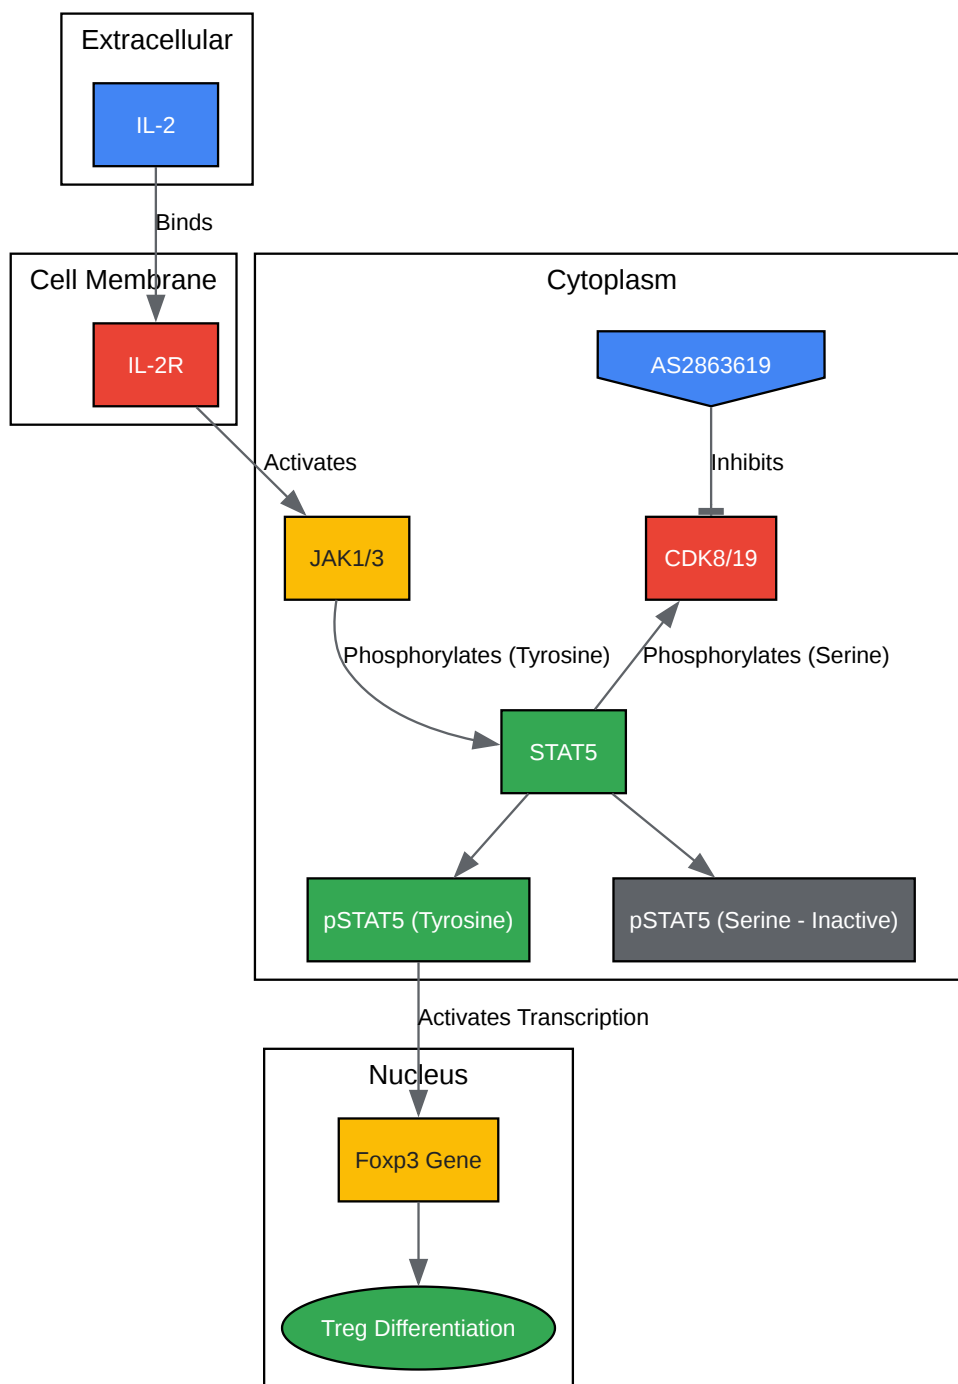 Extracellular
IL-2
Binds
Cell Membrane
Cytoplasm
IL-2R
AS2863619
Activates
Inhibits
JAK1/3
CDK8/19
Phosphorylates (Tyrosine)
Phosphorylates (Serine)
STAT5
pSTAT5 (Tyrosine)
pSTAT5 (Serine - Inactive)
Activates Transcription
Nucleus
Foxp3 Gene
Treg Differentiation